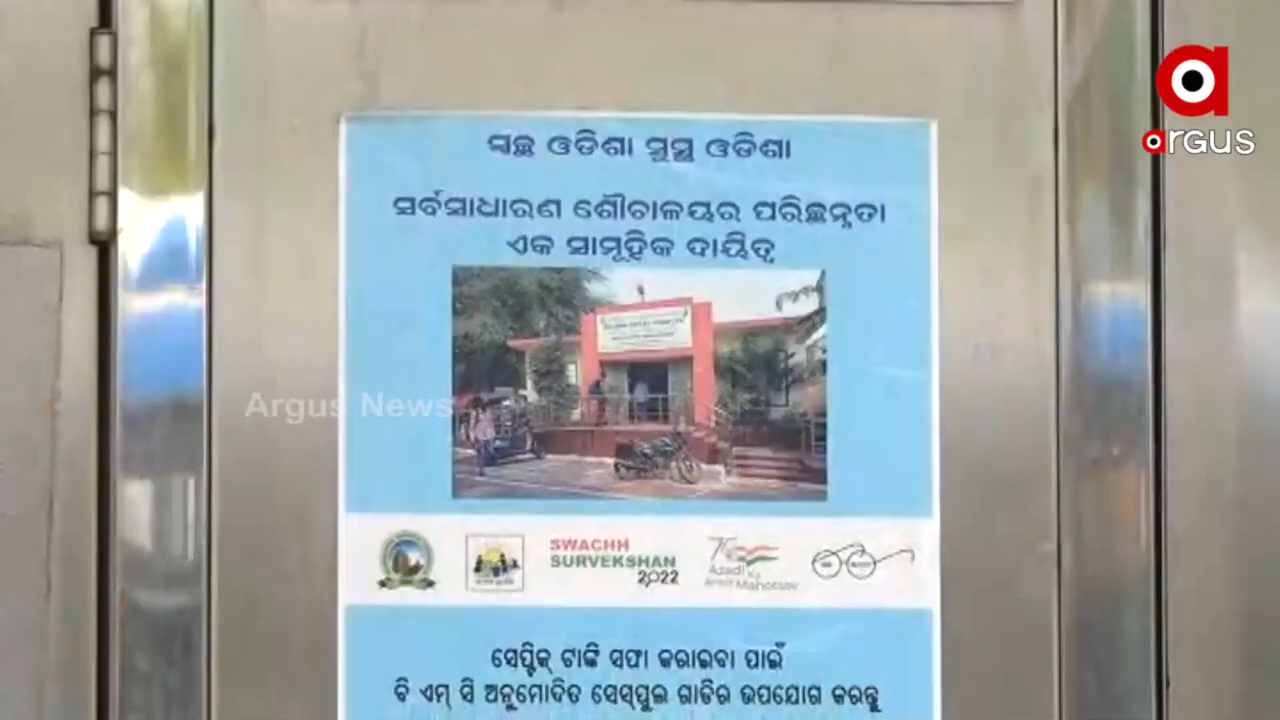 argus
ସ୍ୱଚ୍ଛ ଓଡିଶା ସୁସ୍ଥ ଓଡିଶା
ସର୍ବସାଧାରଣ ଶୌଚାଳୟର ପରିଛନ୍ନତା
ଏକ ସାମୂହିକ ଦାୟିତ୍ୱ
Argus News
SWACHH
SURVEKSHAN
2022
75
Azadi Ka
Amrit Mahotsav
ସେପ୍ଟିକ୍ ଟାଙ୍କି ସଫା କରାଇବା ପାଇଁ
ବି ଏମ୍ ସି ଅନୁମୋଦିତ ସେସ୍‌ପୁଲ ଗାଡିର ଉପଯୋଗ କରନ୍ତୁ